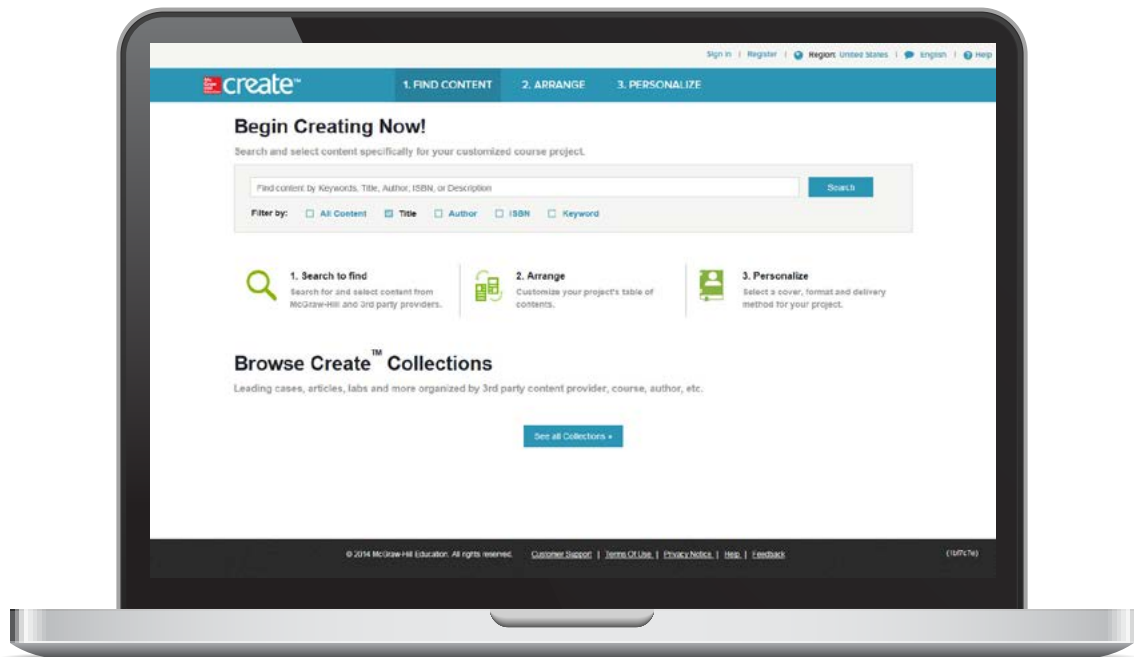 Sign in | Register | Region: United States | English | Help
create™
1. FIND CONTENT 2. ARRANGE 3. PERSONALIZE
Begin Creating Now!
Search and select content specifically for your customized course project.
Find content by Keywords, Title, Author, ISBN, or Description
Search
Filter by: All Content Title Author ISBN Keyword
1. Search to find
Search for and select content from
McGraw-Hill and 3rd party providers.
2. Arrange
Customize your project's table of
contents.
3. Personalize
Select a cover, format and delivery
method for your project.
Browse Create™ Collections
Leading cases, articles, labs and more organized by 3rd party content provider, course, author, etc.
See all Collections
© 2014 McGraw-Hill Education. All rights reserved. Customer Support | Terms Of Use | Privacy Notice | Help | Feedback